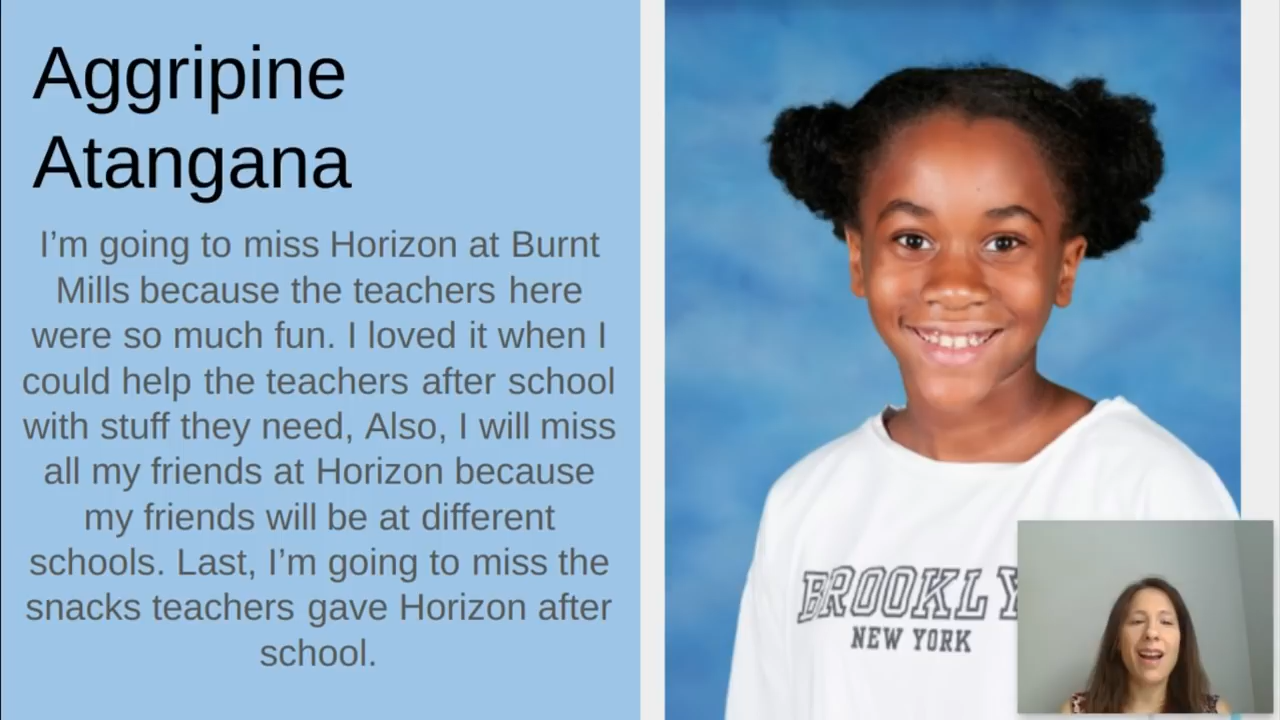 Aggripine
Atangana
I’m going to miss Horizon at Burnt
Mills because the teachers here
were so much fun. I loved it when I
could help the teachers after school
with stuff they need, Also, I will miss
all my friends at Horizon because
my friends will be at different
schools. Last, I’m going to miss the
snacks teachers gave Horizon after
school.
BROOKLY
NEW YORK